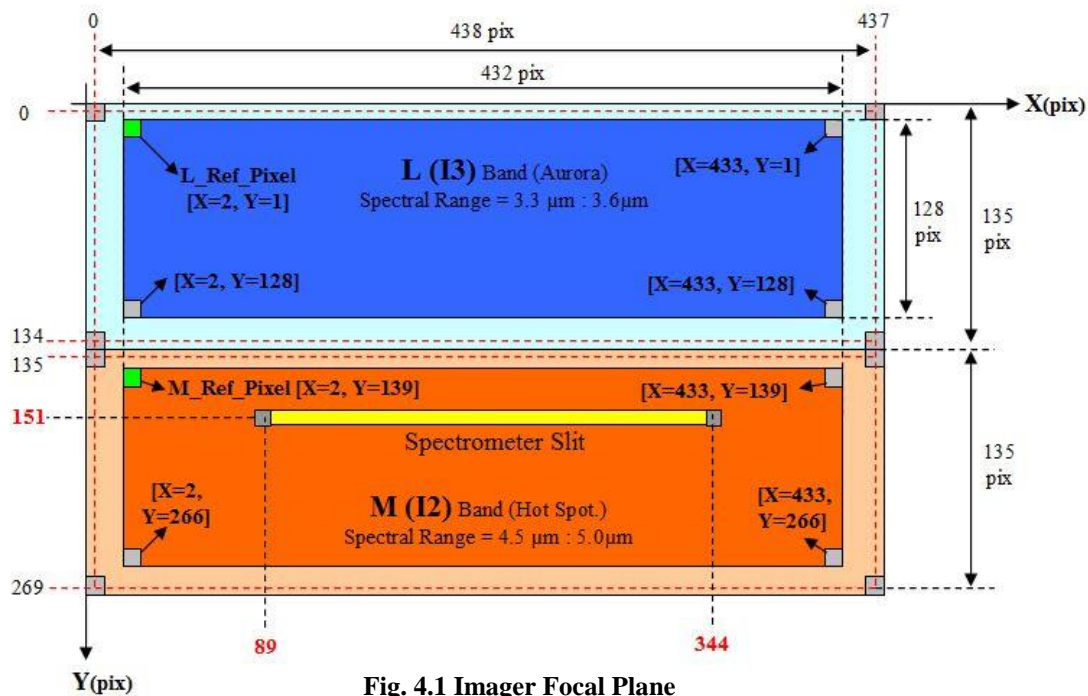 0
437
438 pix
432 pix
0
X(pix)
L_Ref_Pixel
[X=2, Y=1]
L (I3) Band (Aurora)
Spectral Range = 3.3 µm : 3.6µm
[X=433, Y=1]
128
pix
135
pix
[X=2, Y=128]
[X=433, Y=128]
134
135
M_Ref_Pixel [X=2, Y=139]
[X=433, Y=139]
151
Spectrometer Slit
135
pix
[X=2,
Y=266]
M (I2) Band (Hot Spot.)
Spectral Range = 4.5 µm : 5.0µm
[X=433,
Y=266]
269
89
344
Y(pix)
Fig. 4.1 Imager Focal Plane